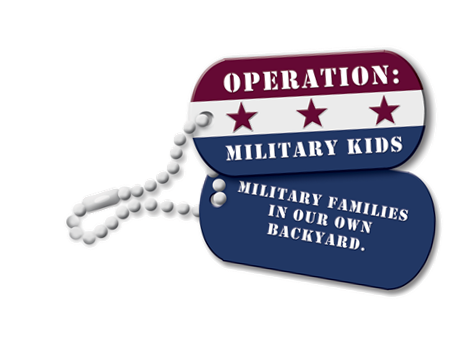 OPERATION:
MILITARY KIDS
MILITARY FAMILIES
IN OUR OWN
BACKYARD.